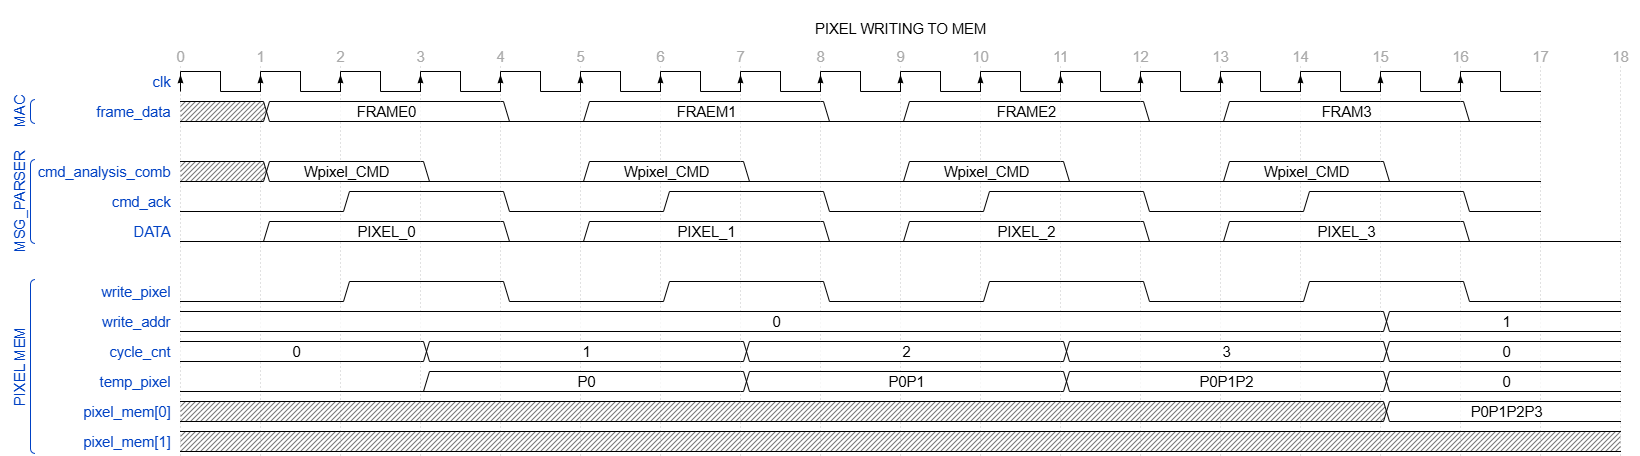 PIXEL WRITING TO MEM
0 1 2 3 4 5 6 7 8 9 10 11 12 13 14 15 16 17 18
clk
MAC
frame_data FRAME0 FRAEM1 FRAME2 FRAM3
MSG_PARSER
cmd_analysis_comb Wpixel_CMD Wpixel_CMD Wpixel_CMD Wpixel_CMD
cmd_ack
DATA PIXEL_0 PIXEL_1 PIXEL_2 PIXEL_3
PIXELMEM
write_pixel
write_addr 0 1
cycle_cnt 0 1 2 3 0
temp_pixel P0 P0P1 P0P1P2 0
pixel_mem[0] P0P1P2P3
pixel_mem[1]